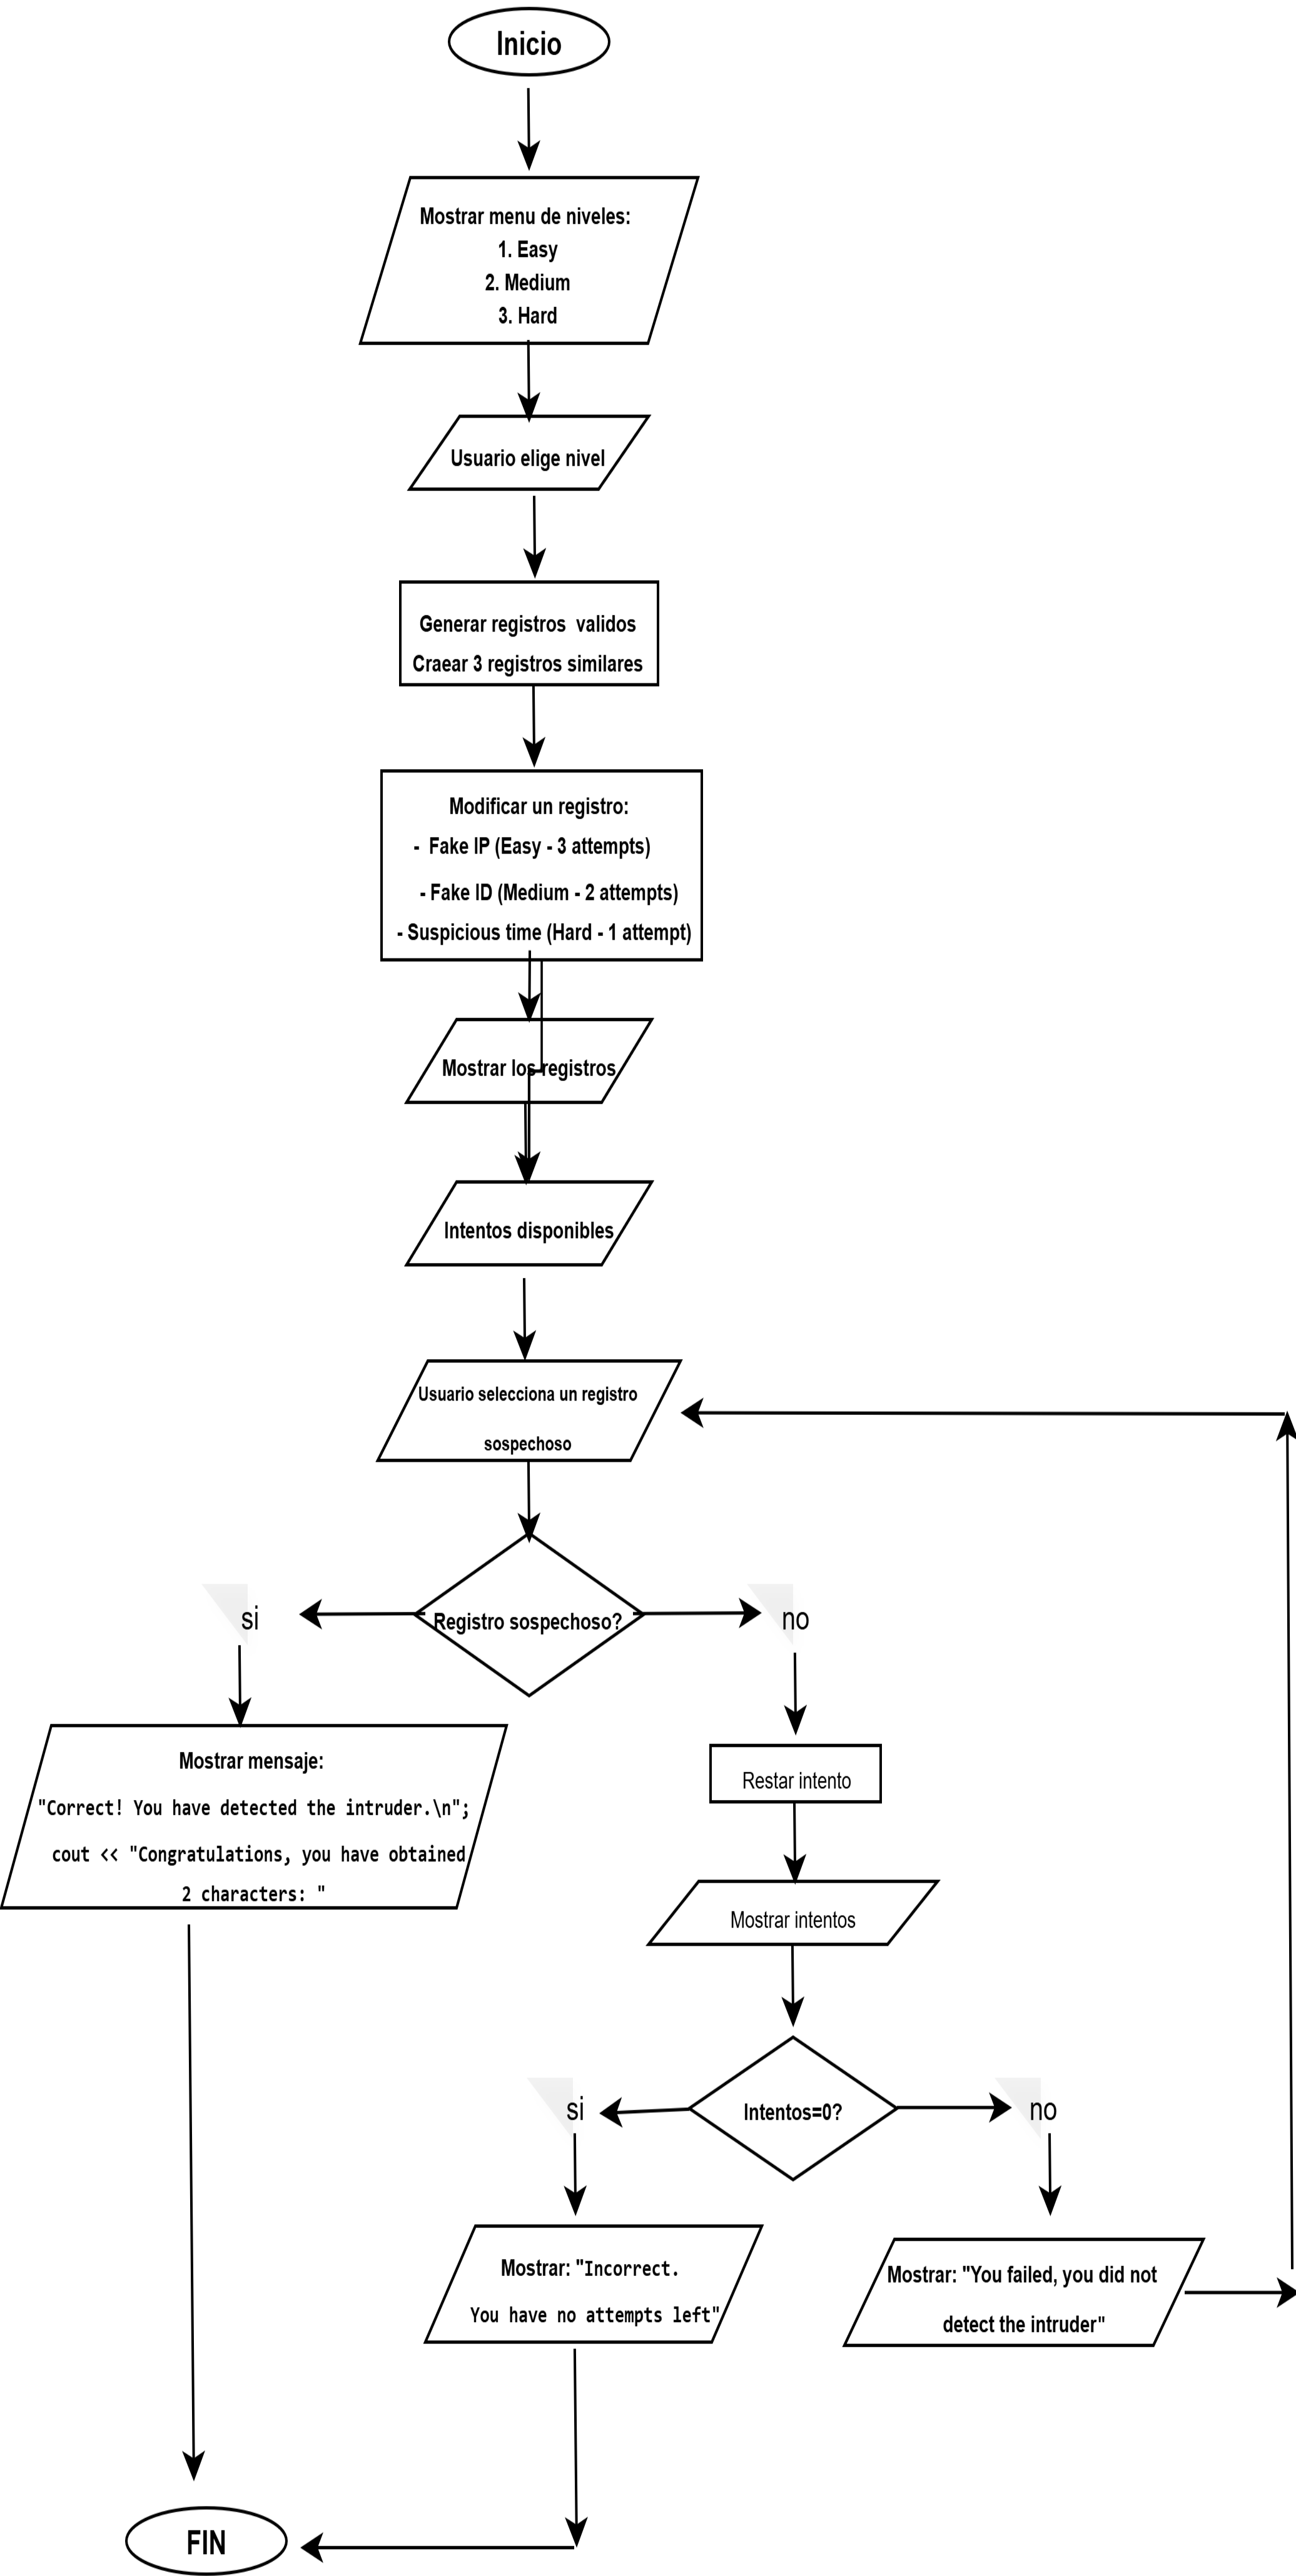 Inicio
Mostrar menu de niveles:
1. Easy
2. Medium
3. Hard
Usuario elige nivel
Generar registros  validos
Craear 3 registros similares
Modificar un registro:
-  Fake IP (Easy - 3 attempts)
- Fake ID (Medium - 2 attempts)
- Suspicious time (Hard - 1 attempt)
Mostrar los registros
Intentos disponibles
Usuario selecciona un registro
sospechoso
Registro sospechoso?
si
no
Mostrar mensaje:
"Correct! You have detected the intruder.\n";
cout << "Congratulations, you have obtained
2 characters: "
Restar intento
Mostrar intentos
Intentos=0?
si
no
Mostrar: "Incorrect.
You have no attempts left"
Mostrar: "You failed, you did not
detect the intruder"
FIN